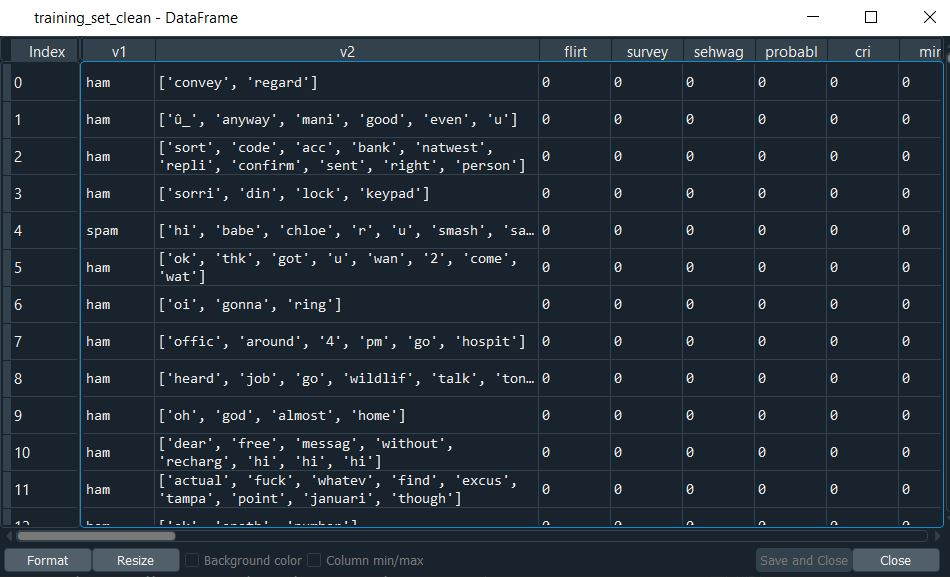 training_set_clean - DataFrame
Index v1 v2 flirt survey sehwag probabl cri mir
0 ham ['convey', 'regard'] 0 0 0 0 0 0
1 ham ['û_', 'anyway', 'mani', 'good', 'even', 'u'] 0 0 0 0 0 0
2 ham ['sort', 'code', 'acc', 'bank', 'natwest', 0 0 0 0 0 0
'repli', 'confirm', 'sent', 'right', 'person']
3 ham ['sorri', 'din', 'lock', 'keypad'] 0 0 0 0 0 0
4 spam ['hi', 'babe', 'chloe', 'r', 'u', 'smash', 'sa… 0 0 0 0 0 0
5 ham ['ok', 'thk', 'got', 'u', 'wan', '2', 'come', 0 0 0 0 0 0
'wat']
6 ham ['oi', 'gonna', 'ring'] 0 0 0 0 0 0
7 ham ['offic', 'around', '4', 'pm', 'go', 'hospit'] 0 0 0 0 0 0
8 ham ['heard', 'job', 'go', 'wildlif', 'talk', 'ton… 0 0 0 0 0 0
9 ham ['oh', 'god', 'almost', 'home'] 0 0 0 0 0 0
10 ham ['dear', 'free', 'messag', 'without', 0 0 0 0 0 0
'recharg', 'hi', 'hi', 'hi']
11 ham ['actual', 'fuck', 'whatev', 'find', 'excus', 0 0 0 0 0 0
'tampa', 'point', 'januari', 'though']
Format Resize Background color Column min/max Save and Close Close